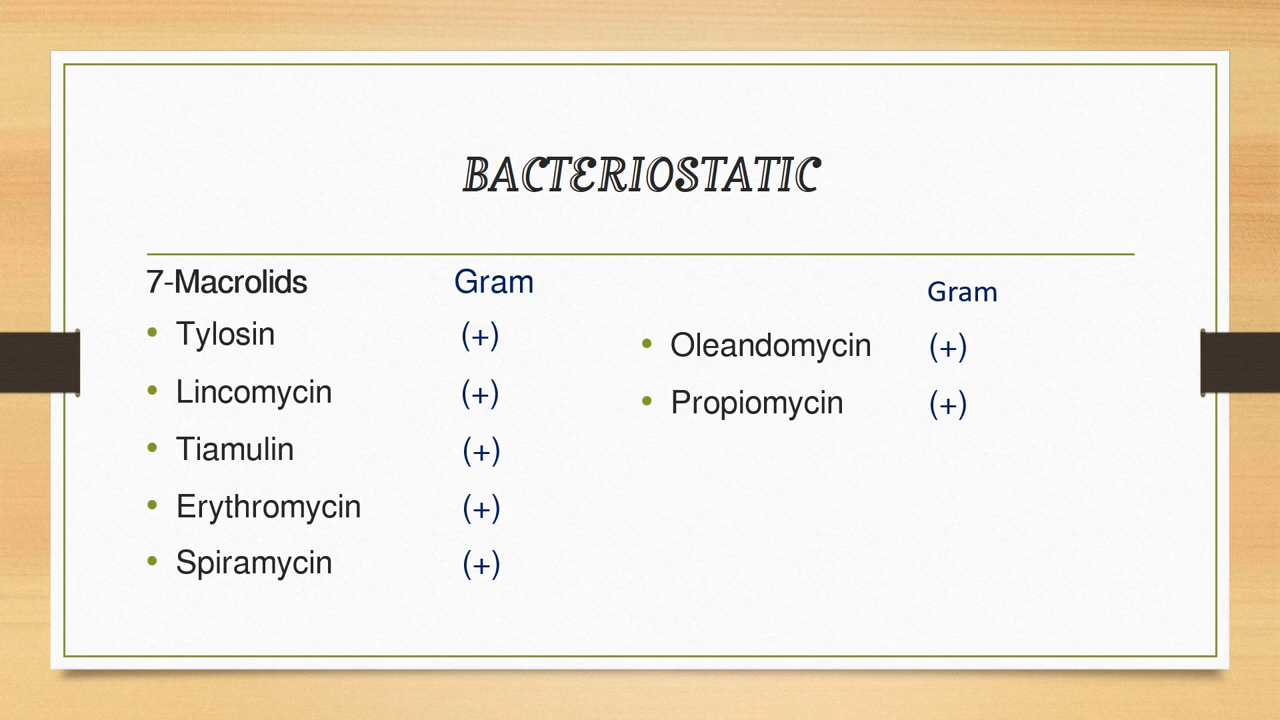 BACTERIOSTATIC
7-Macrolids Gram
• Tylosin (+)
• Lincomycin (+)
• Tiamulin (+)
• Erythromycin (+)
• Spiramycin (+)
Gram
• Oleandomycin (+)
• Propiomycin (+)